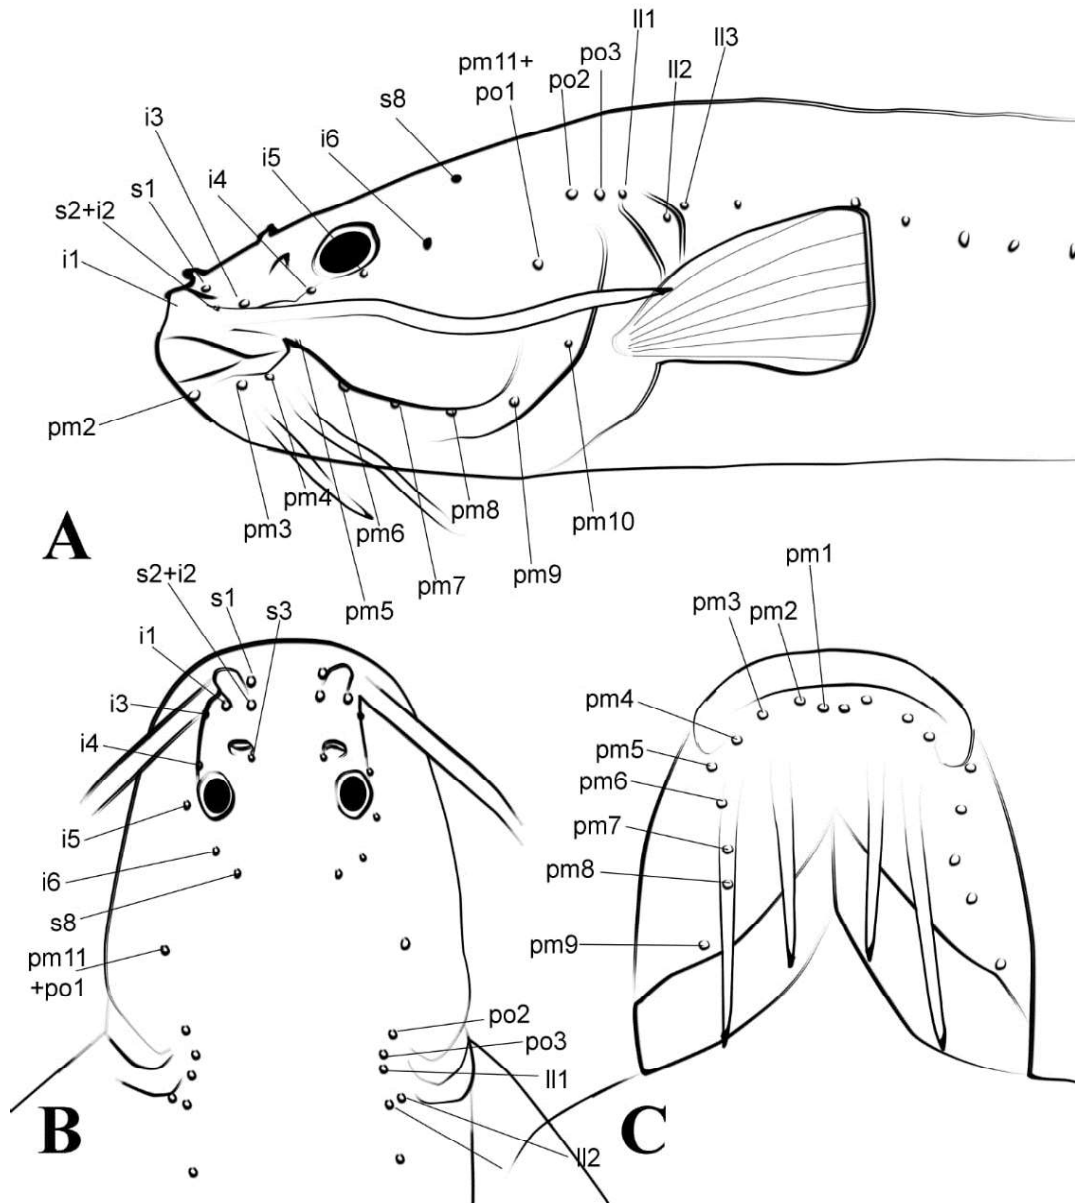 ll1
ll3
po3
pm11+
po1
po2
ll2
s8
i3
i6
i5
s1
i4
s2+i2
i1
pm2
pm4
pm8
pm3
pm6
pm10
A
pm9
pm7
pm5
s2+i2
s1
s3
i1
i3
i4
i5
i6
s8
pm11
+po1
po2
po3
ll1
ll2
B
pm1
pm3
pm2
pm4
pm5
pm6
pm7
pm8
pm9
C